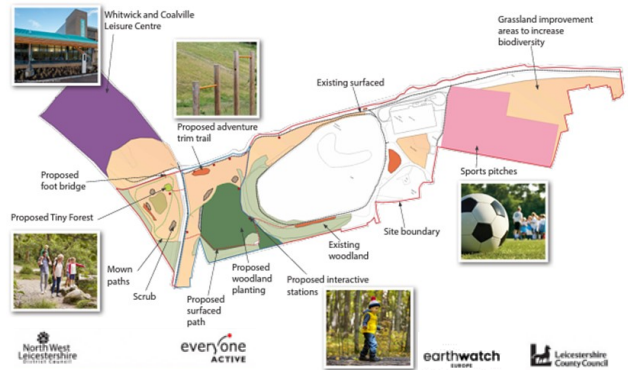 Whitwick and Coalville
Leisure Centre
Grassland improvement
areas to increase
biodiversity
Existing surfaced
Proposed adventure
trim trail
Proposed
foot bridge
Sports pitches
Proposed Tiny Forest
Site boundary
Existing
woodland
Mown
paths
Scrub
Proposed
woodland
planting
Proposed interactive
stations
Proposed
surfaced
path
North West
Leicestershire
District Council
everyone
ACTIVE
earthwatch
EUROPE
Leicestershire
County Council